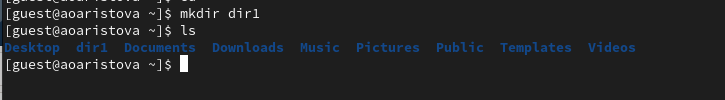 [guest@aoaristova ~]$ mkdir dir1
[guest@aoaristova ~]$ ls
Desktop dir1 Documents Downloads Music Pictures Public Templates Videos
[guest@aoaristova ~]$